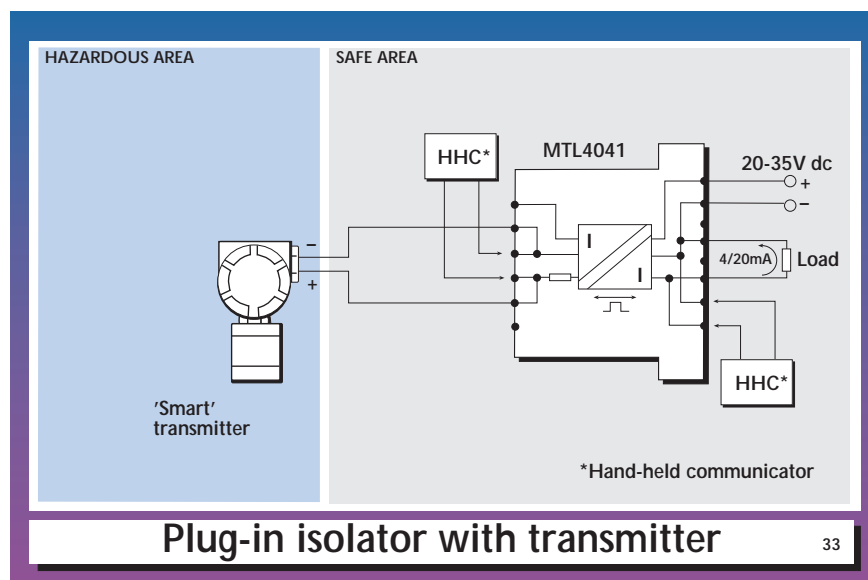 HAZARDOUS AREA
SAFE AREA
HHC*
MTL4041
20-35V dc
+
–
–
+
I
I
4/20mA
Load
HHC*
'Smart'
transmitter
*Hand-held communicator
Plug-in isolator with transmitter
33